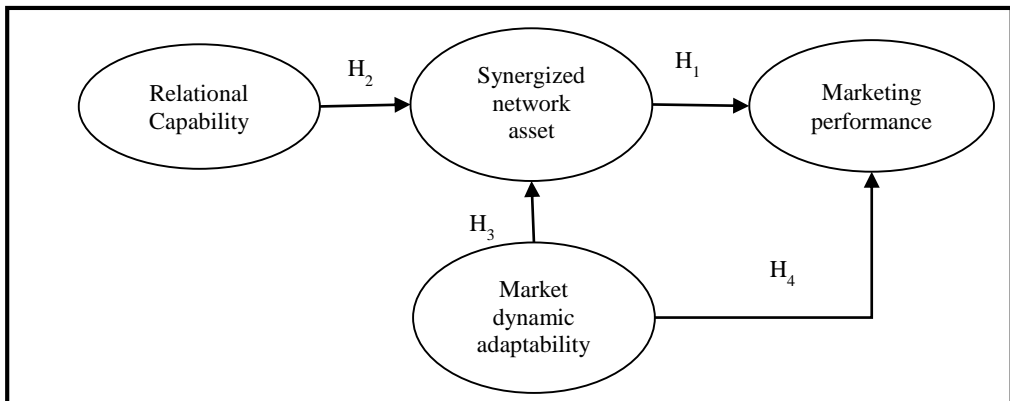 Relational
Capability
H₂
Synergized
network
asset
H₁
Marketing
performance
H₃
Market
dynamic
adaptability
H₄